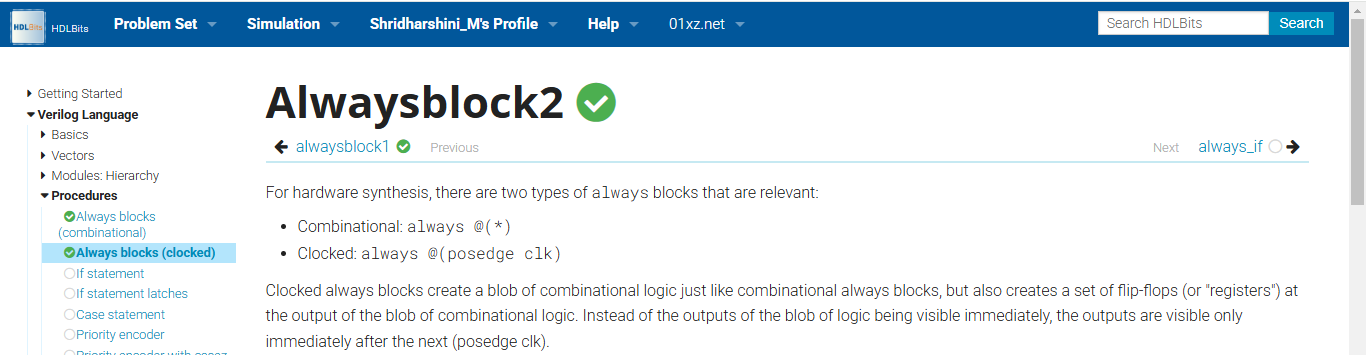 HDLBits HDLBits Problem Set Simulation Shridharshini_M's Profile Help 01xz.net Search HDLBits Search
Getting Started
Verilog Language
Basics
Vectors
Modules: Hierarchy
Procedures
Always blocks
(combinational)
Always blocks (clocked)
If statement
If statement latches
Case statement
Priority encoder
Priority encoder with casez
Alwaysblock2
alwaysblock1 Previous Next always_if
For hardware synthesis, there are two types of always blocks that are relevant:
• Combinational: always @(*)
• Clocked: always @(posedge clk)
Clocked always blocks create a blob of combinational logic just like combinational always blocks, but also creates a set of flip-flops (or "registers") at
the output of the blob of combinational logic. Instead of the outputs of the blob of logic being visible immediately, the outputs are visible only
immediately after the next (posedge clk).